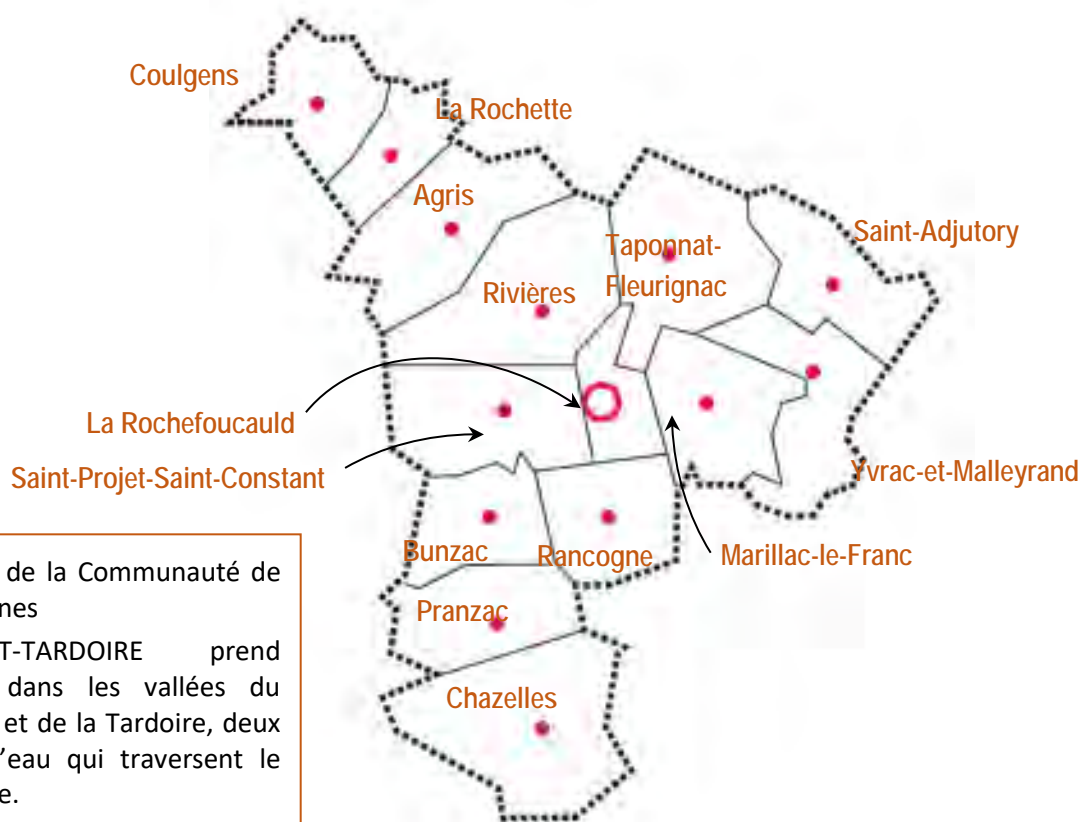 Coulgens
La Rochette
Agris
Saint-Adjutory
Taponnat-
Fleurignac
Rivières
La Rochefoucauld
Saint-Projet-Saint-Constant
Yvrac-et-Malleyrand
Bunzac
Rancogne
Marillac-le-Franc
Pranzac
Chazelles
de la Communauté de
nes
T-TARDOIRE prend
dans les vallées du
et de la Tardoire, deux
'eau qui traversent le
e.